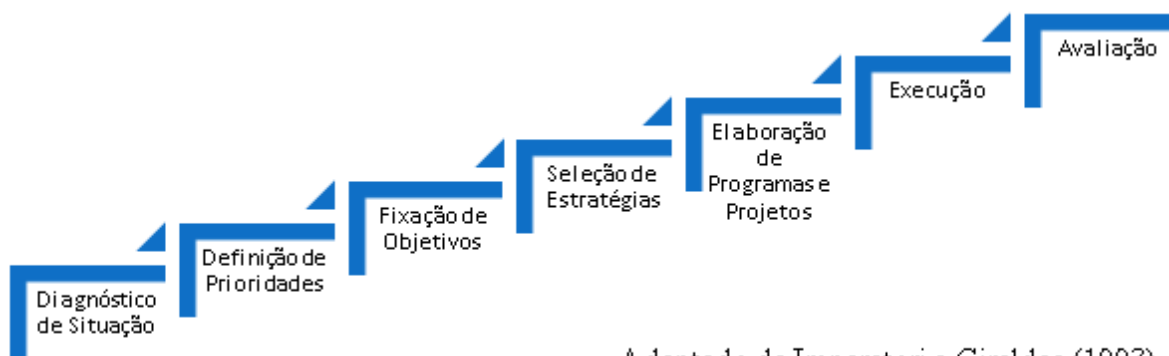 Diagnóstico
de Situação
Definição de
Prioridades
Fixação de
Objetivos
Seleção de
Estratégias
Elaboração
de
Programas e
Projetos
Execução
Avaliação